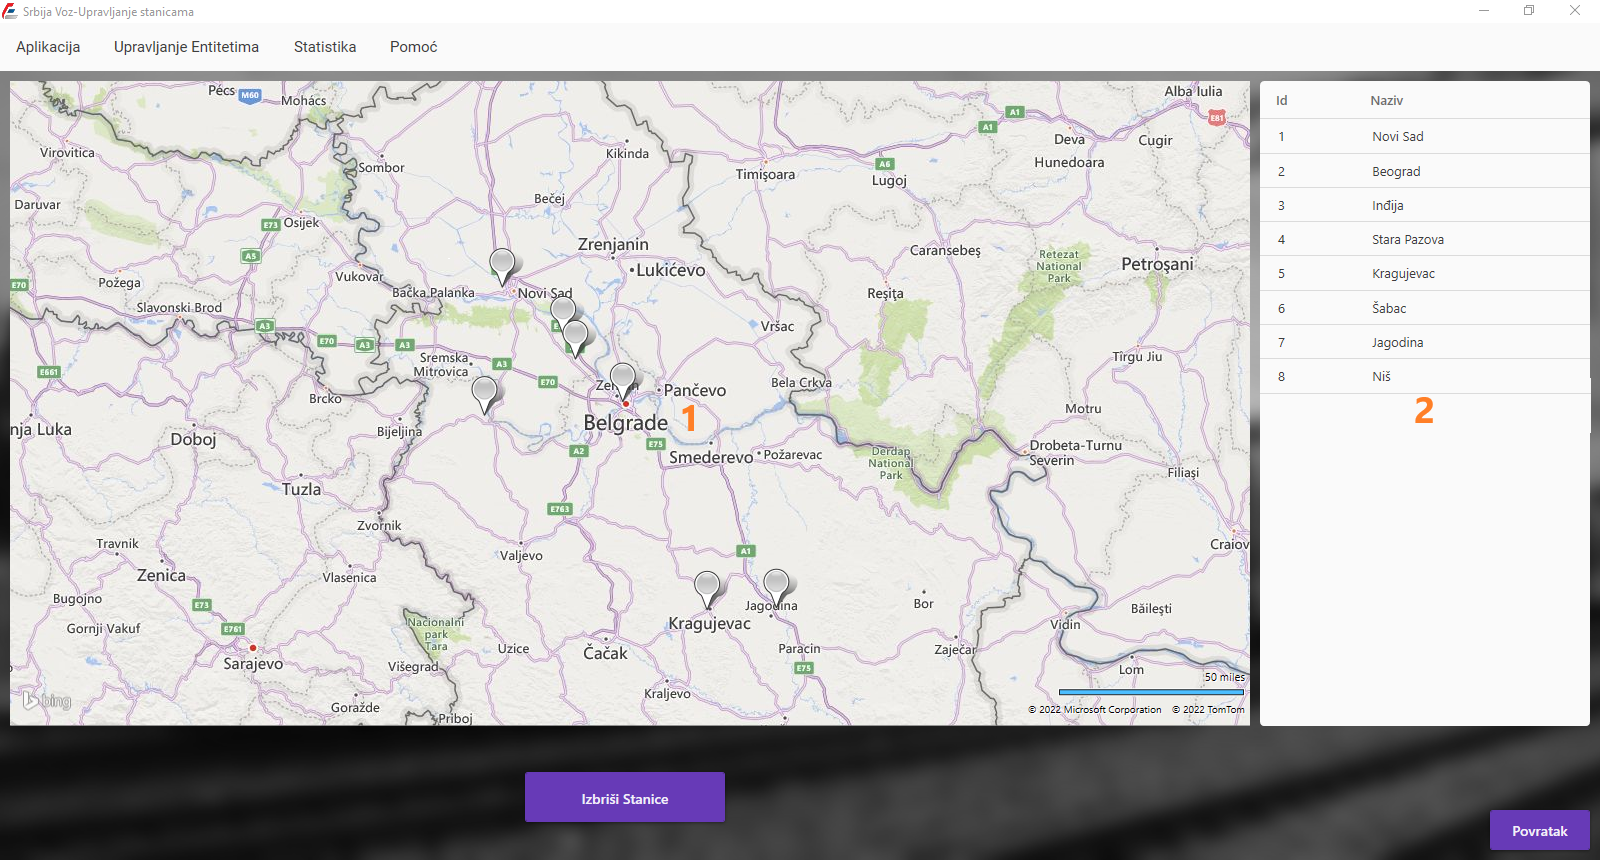 Srbija Voz-Upravljanje stanicama
Aplikacija
Upravljanje Entitetima
Statistika
Pomoć
Pécs
M60
Mohács
Alba Iulia
E81
A1
A1
Deva
Cugir
Virovitica
Sombor
Kikinda
Hunedoara
A6
Timişoara
Lugoj
Daruvar
Bečej
E73
Osijek
Zrenjanin
Caransebeş
A5
Retezat
National
Park
Petroşani
Lukićevo
Vukovar
E70
Požega
Bačka Palanka
Novi Sad
Reşiţa
Slavonski Brod
A3
Vršac
E70
A3
A3
Sremska
Mitrovica
A3
Tîrgu Jiu
E661
E70
Bela Crkva
Pančevo
Brcko
Motru
Belgrade
1
nja Luka
Doboj
Bijeljina
A2
E75
Smederevo
Požarevac
Derdap
National
Park
Drobeta-Turnu
Severin
Filiaşi
Tuzla
E763
Zvornik
Travnik
Valjevo
A1
Craiov
Zenica
Vlasenica
Bugojno
E73
Jagodina
Bor
Băileşti
Gornji Vakuf
E761
Nacionalni
park
Tara
Kragujevac
Vidin
Sarajevo
Višegrad
Uzice
Čačak
Paracin
Zaječar
E75
Lom
50 miles
Kraljevo
bing
Goražde
Priboj
© 2022 Microsoft Corporation © 2022 TomTom
Id Naziv
1 Novi Sad
2 Beograd
3 Inđija
4 Stara Pazova
5 Kragujevac
6 Šabac
7 Jagodina
8 Niš
2
Izbriši Stanice
Povratak